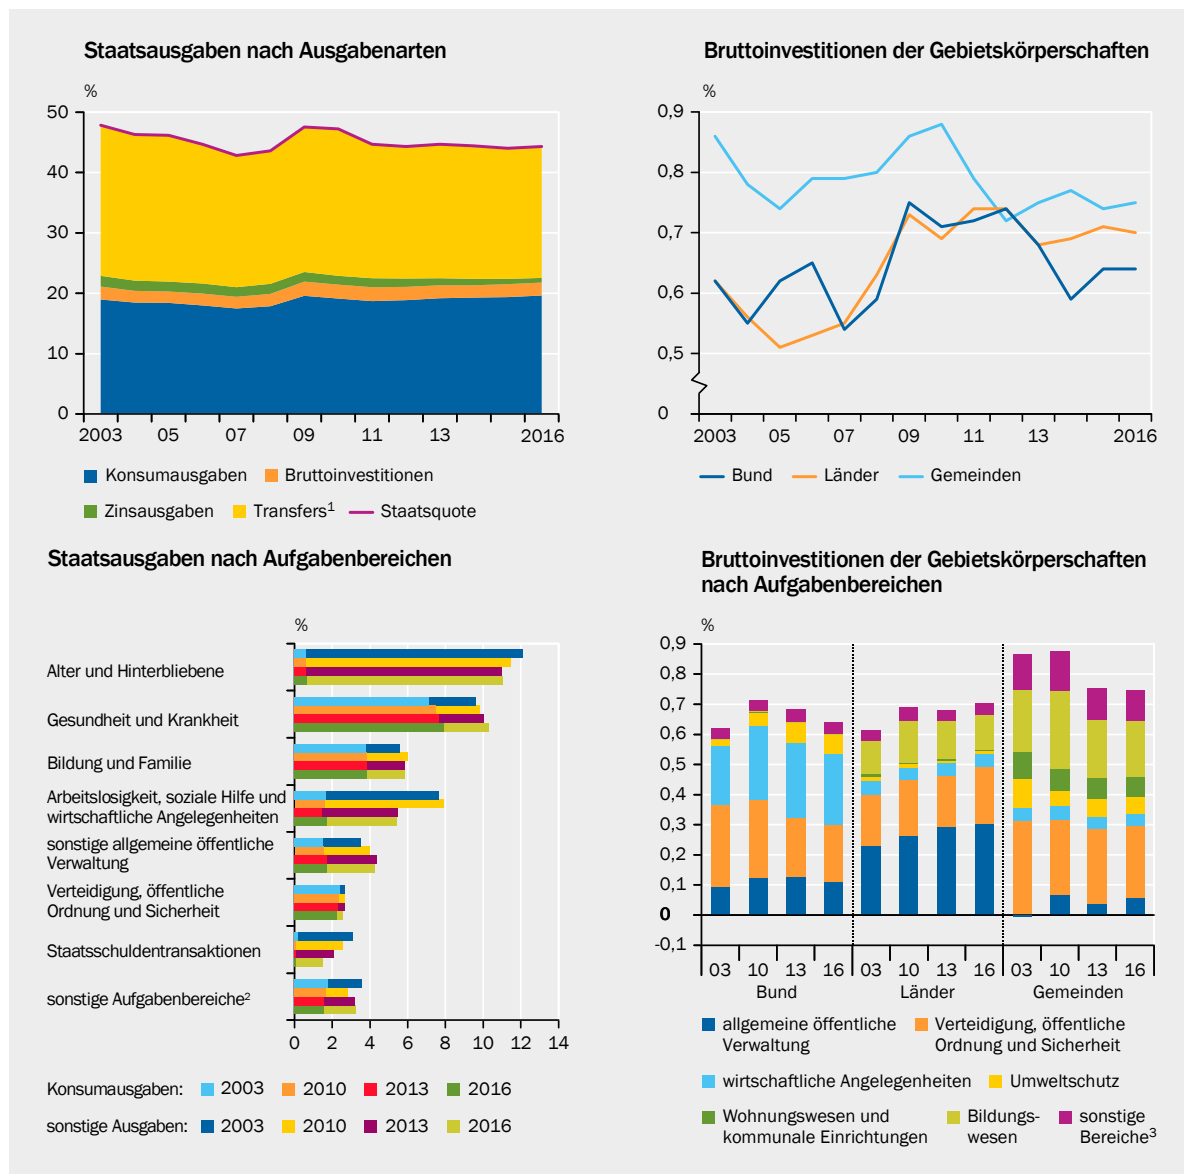 Staatsausgaben nach Ausgabenarten
%
50
40
30
20
10
0
2003 05 07 09 11 13 2016
Konsumausgaben Bruttoinvestitionen
Zinsausgaben Transfers¹ Staatsquote
Bruttoinvestitionen der Gebietskörperschaften
%
0,9
0,8
0,7
0,6
0,5
0
2003 05 07 09 11 13 2016
Bund Länder Gemeinden
Staatsausgaben nach Aufgabenbereichen
%
Alter und Hinterbliebene
Gesundheit und Krankheit
Bildung und Familie
Arbeitslosigkeit, soziale Hilfe und
wirtschaftliche Angelegenheiten
sonstige allgemeine öffentliche
Verwaltung
Verteidigung, öffentliche
Ordnung und Sicherheit
Staatsschuldentransaktionen
sonstige Aufgabenbereiche²
0 2 4 6 8 10 12 14
Konsumausgaben: 2003 2010 2013 2016
sonstige Ausgaben: 2003 2010 2013 2016
Bruttoinvestitionen der Gebietskörperschaften
nach Aufgabenbereichen
%
0,9
0,8
0,7
0,6
0,5
0,4
0,3
0,2
0,1
0
-0,1
03 10 13 16 03 10 13 16 03 10 13 16
Bund Länder Gemeinden
allgemeine öffentliche Verteidigung, öffentliche
Verwaltung Ordnung und Sicherheit
wirtschaftliche Angelegenheiten Umweltschutz
Wohnungswesen und Bildungs- sonstige
kommunale Einrichtungen wesen Bereiche³